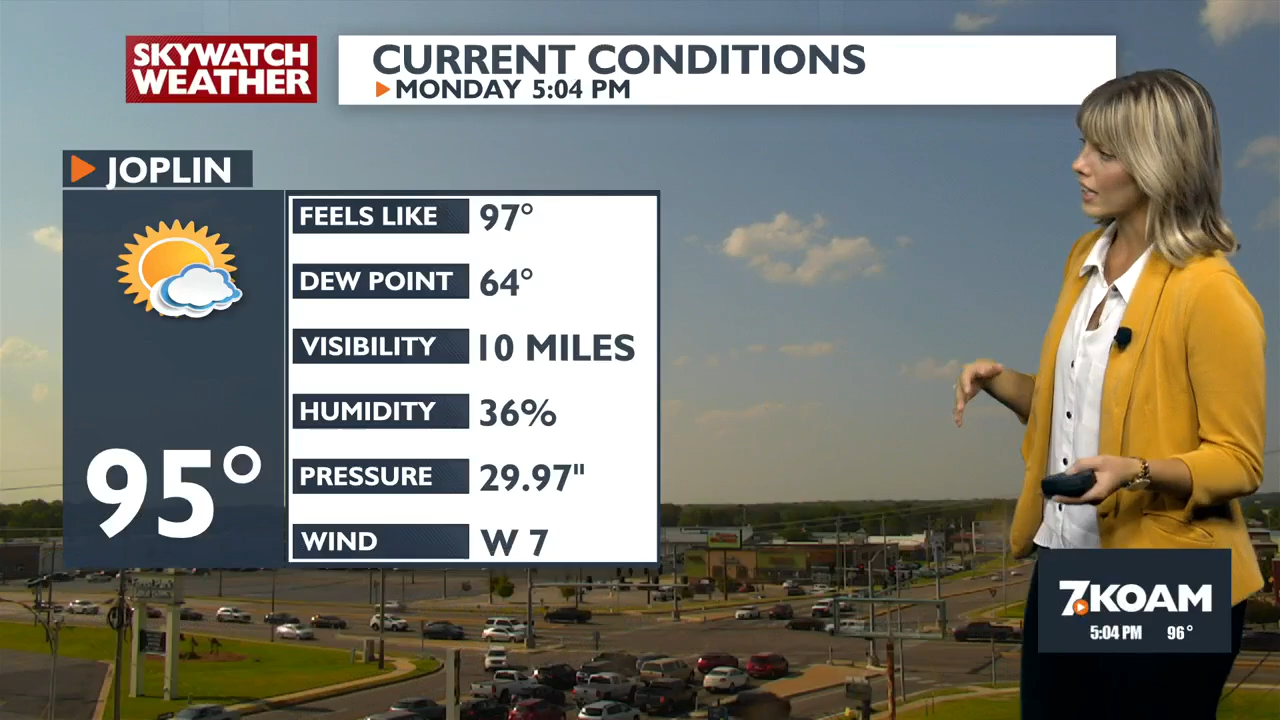 SKYWATCH
WEATHER
CURRENT CONDITIONS
MONDAY 5:04 PM
JOPLIN
95°
FEELS LIKE 97°
DEW POINT 64°
VISIBILITY 10 MILES
HUMIDITY 36%
PRESSURE 29.97"
WIND W 7
7KOAM
5:04 PM 96°